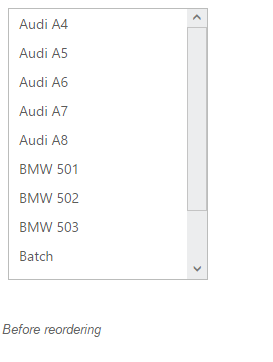 Audi A4
Audi A5
Audi A6
Audi A7
Audi A8
BMW 501
BMW 502
BMW 503
Batch
Before reordering